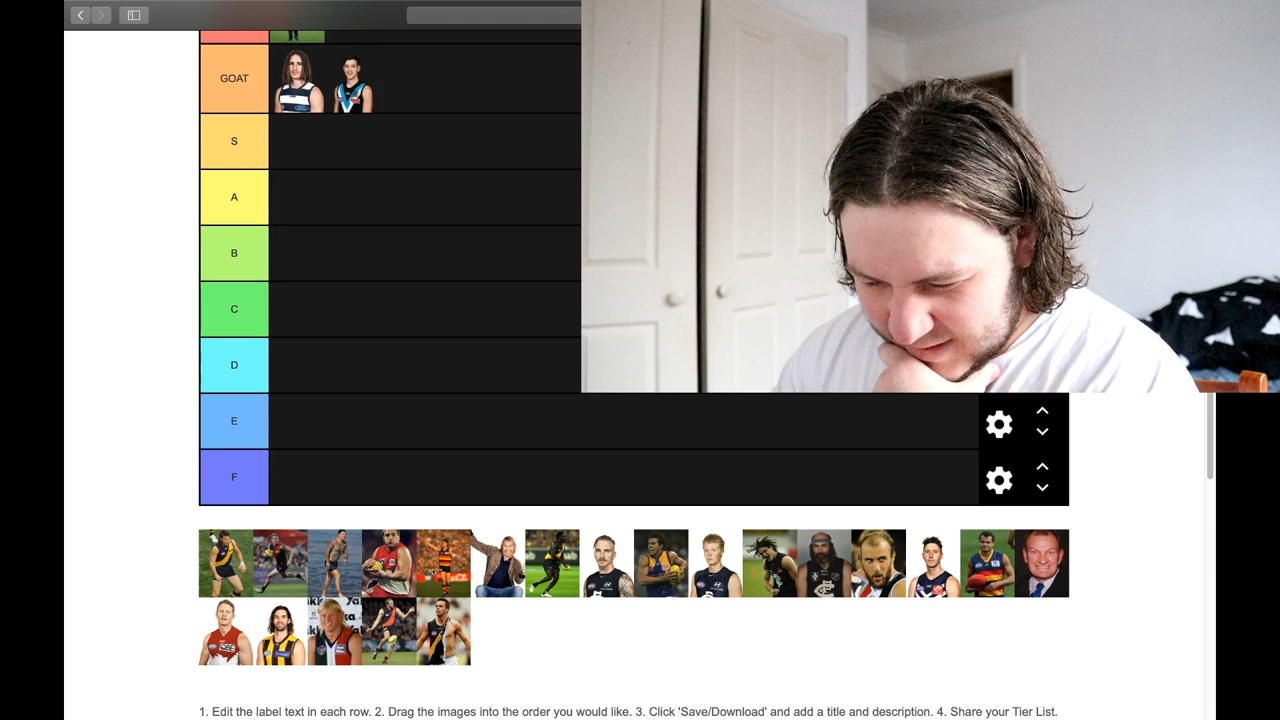 GOAT
S
A
B
C
D
E
F
1. Edit the label text in each row. 2. Drag the images into the order you would like. 3. Click 'Save/Download' and add a title and description. 4. Share your Tier List.